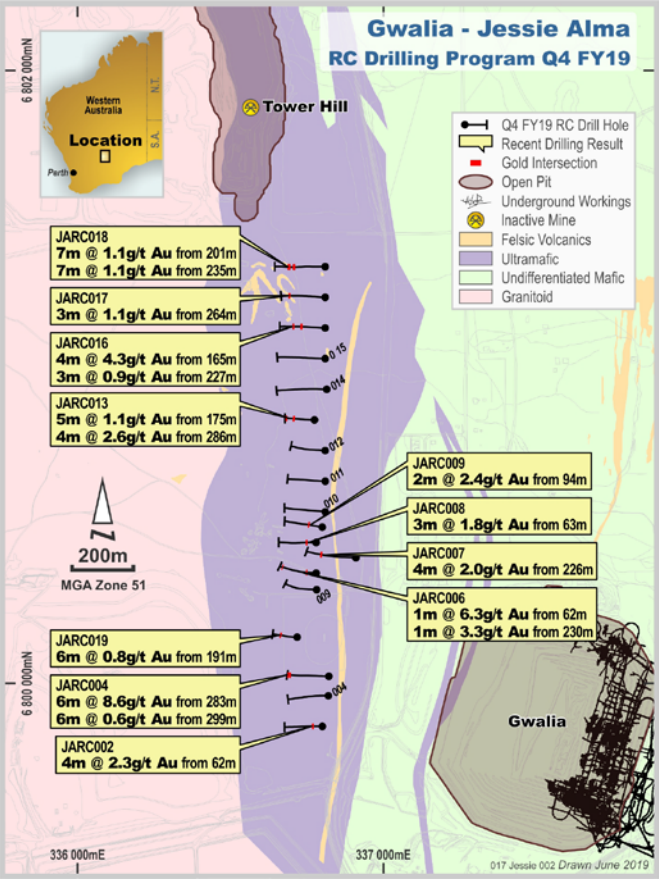 Gwalia - Jessie Alma
RC Drilling Program Q4 FY19
6 802 000mN
Western
Australia
N.T.
S.A.
Location
Perth
Tower Hill
Q4 FY19 RC Drill Hole
Recent Drilling Result
Gold Intersection
Open Pit
Underground Workings
Inactive Mine
Felsic Volcanics
Ultramafic
Undifferentiated Mafic
Granitoid
JARC018
7m @ 1.1g/t Au from 201m
7m @ 1.1g/t Au from 235m
JARC017
3m @ 1.1g/t Au from 264m
JARC016
4m @ 4.3g/t Au from 165m
3m @ 0.9g/t Au from 227m
0 15
014
JARC013
5m @ 1.1g/t Au from 175m
4m @ 2.6g/t Au from 286m
012
011
010
JARC009
2m @ 2.4g/t Au from 94m
JARC008
3m @ 1.8g/t Au from 63m
JARC007
4m @ 2.0g/t Au from 226m
JARC006
1m @ 6.3g/t Au from 62m
1m @ 3.3g/t Au from 230m
N
200m
MGA Zone 51
009
JARC019
6m @ 0.8g/t Au from 191m
6 800 000mN
JARC004
6m @ 8.6g/t Au from 283m
6m @ 0.6g/t Au from 299m
004
JARC002
4m @ 2.3g/t Au from 62m
Gwalia
336 000mE
337 000mE
017 Jessie 002 Drawn June 2019